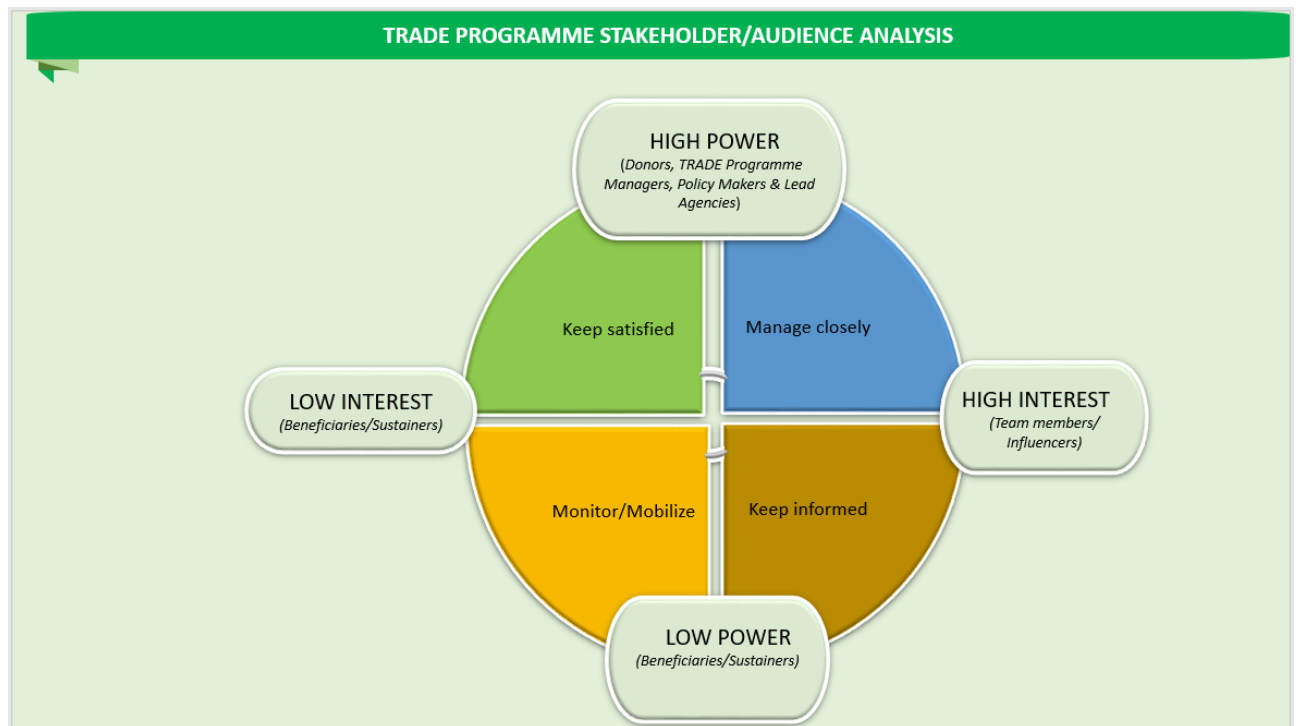 TRADE PROGRAMME STAKEHOLDER/AUDIENCE ANALYSIS
HIGH POWER
(Donors, TRADE Programme
Managers, Policy Makers & Lead
Agencies)
Keep satisfied
Manage closely
LOW INTEREST
(Beneficiaries/Sustainers)
HIGH INTEREST
(Team members/
Influencers)
Monitor/Mobilize
Keep informed
LOW POWER
(Beneficiaries/Sustainers)